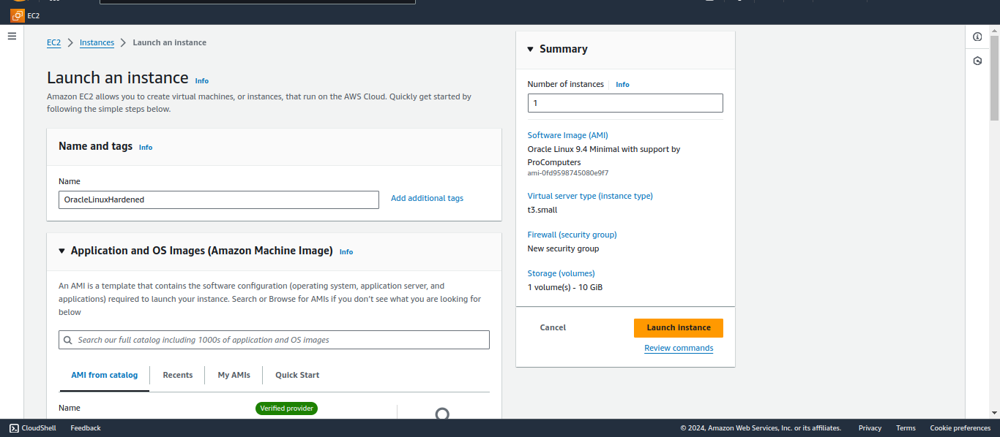 EC2
EC2 Instances Launch an instance
Launch an instance Info
Amazon EC2 allows you to create virtual machines, or instances, that run on the AWS Cloud. Quickly get started by
following the simple steps below.
Name and tags Info
Name
OracleLinuxHardened Add additional tags
Application and OS Images (Amazon Machine Image) Info
An AMI is a template that contains the software configuration (operating system, application server, and
applications) required to launch your instance. Search or Browse for AMIs if you don't see what you are looking for
below
Search our full catalog including 1000s of application and OS images
AMI from catalog Recents My AMIs Quick Start
Name Verified provider
Summary
Number of instances Info
1
Software Image (AMI)
Oracle Linux 9.4 Minimal with support by
ProComputers
ami-0fd9598745080e9f7
Virtual server type (instance type)
t3.small
Firewall (security group)
New security group
Storage (volumes)
1 volume(s) - 10 GiB
Cancel Launch instance
Review commands
CloudShell Feedback © 2024, Amazon Web Services, Inc. or its affiliates. Privacy Terms Cookie preferences